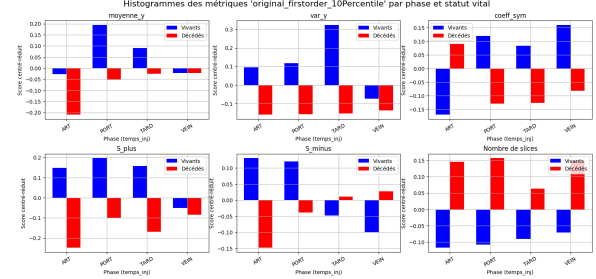 Histogrammes des métriques 'original_firstorder_10Percentile' par phase et statut vital
moyenne_y
Score centré-réduit
0.20
0.15
0.10
0.05
0.00
−0.05
−0.10
−0.15
−0.20
Vivants
Décédés
ART
PORT
TARD
VEIN
Phase (temps_inj)
var_y
Score centré-réduit
0.3
0.2
0.1
0.0
−0.1
Vivants
Décédés
ART
PORT
TARD
VEIN
Phase (temps_inj)
coeff_sym
Score centré-réduit
0.15
0.10
0.05
0.00
−0.05
−0.10
−0.15
Vivants
Décédés
ART
PORT
TARD
VEIN
Phase (temps_inj)
S_plus
Score centré-réduit
0.2
0.1
0.0
−0.1
−0.2
Vivants
Décédés
ART
PORT
TARD
VEIN
Phase (temps_inj)
S_minus
Score centré-réduit
0.10
0.05
0.00
−0.05
−0.10
−0.15
Vivants
Décédés
ART
PORT
TARD
VEIN
Phase (temps_inj)
Nombre de slices
Score centré-réduit
0.15
0.10
0.05
0.00
−0.05
−0.10
Vivants
Décédés
ART
PORT
TARD
VEIN
Phase (temps_inj)